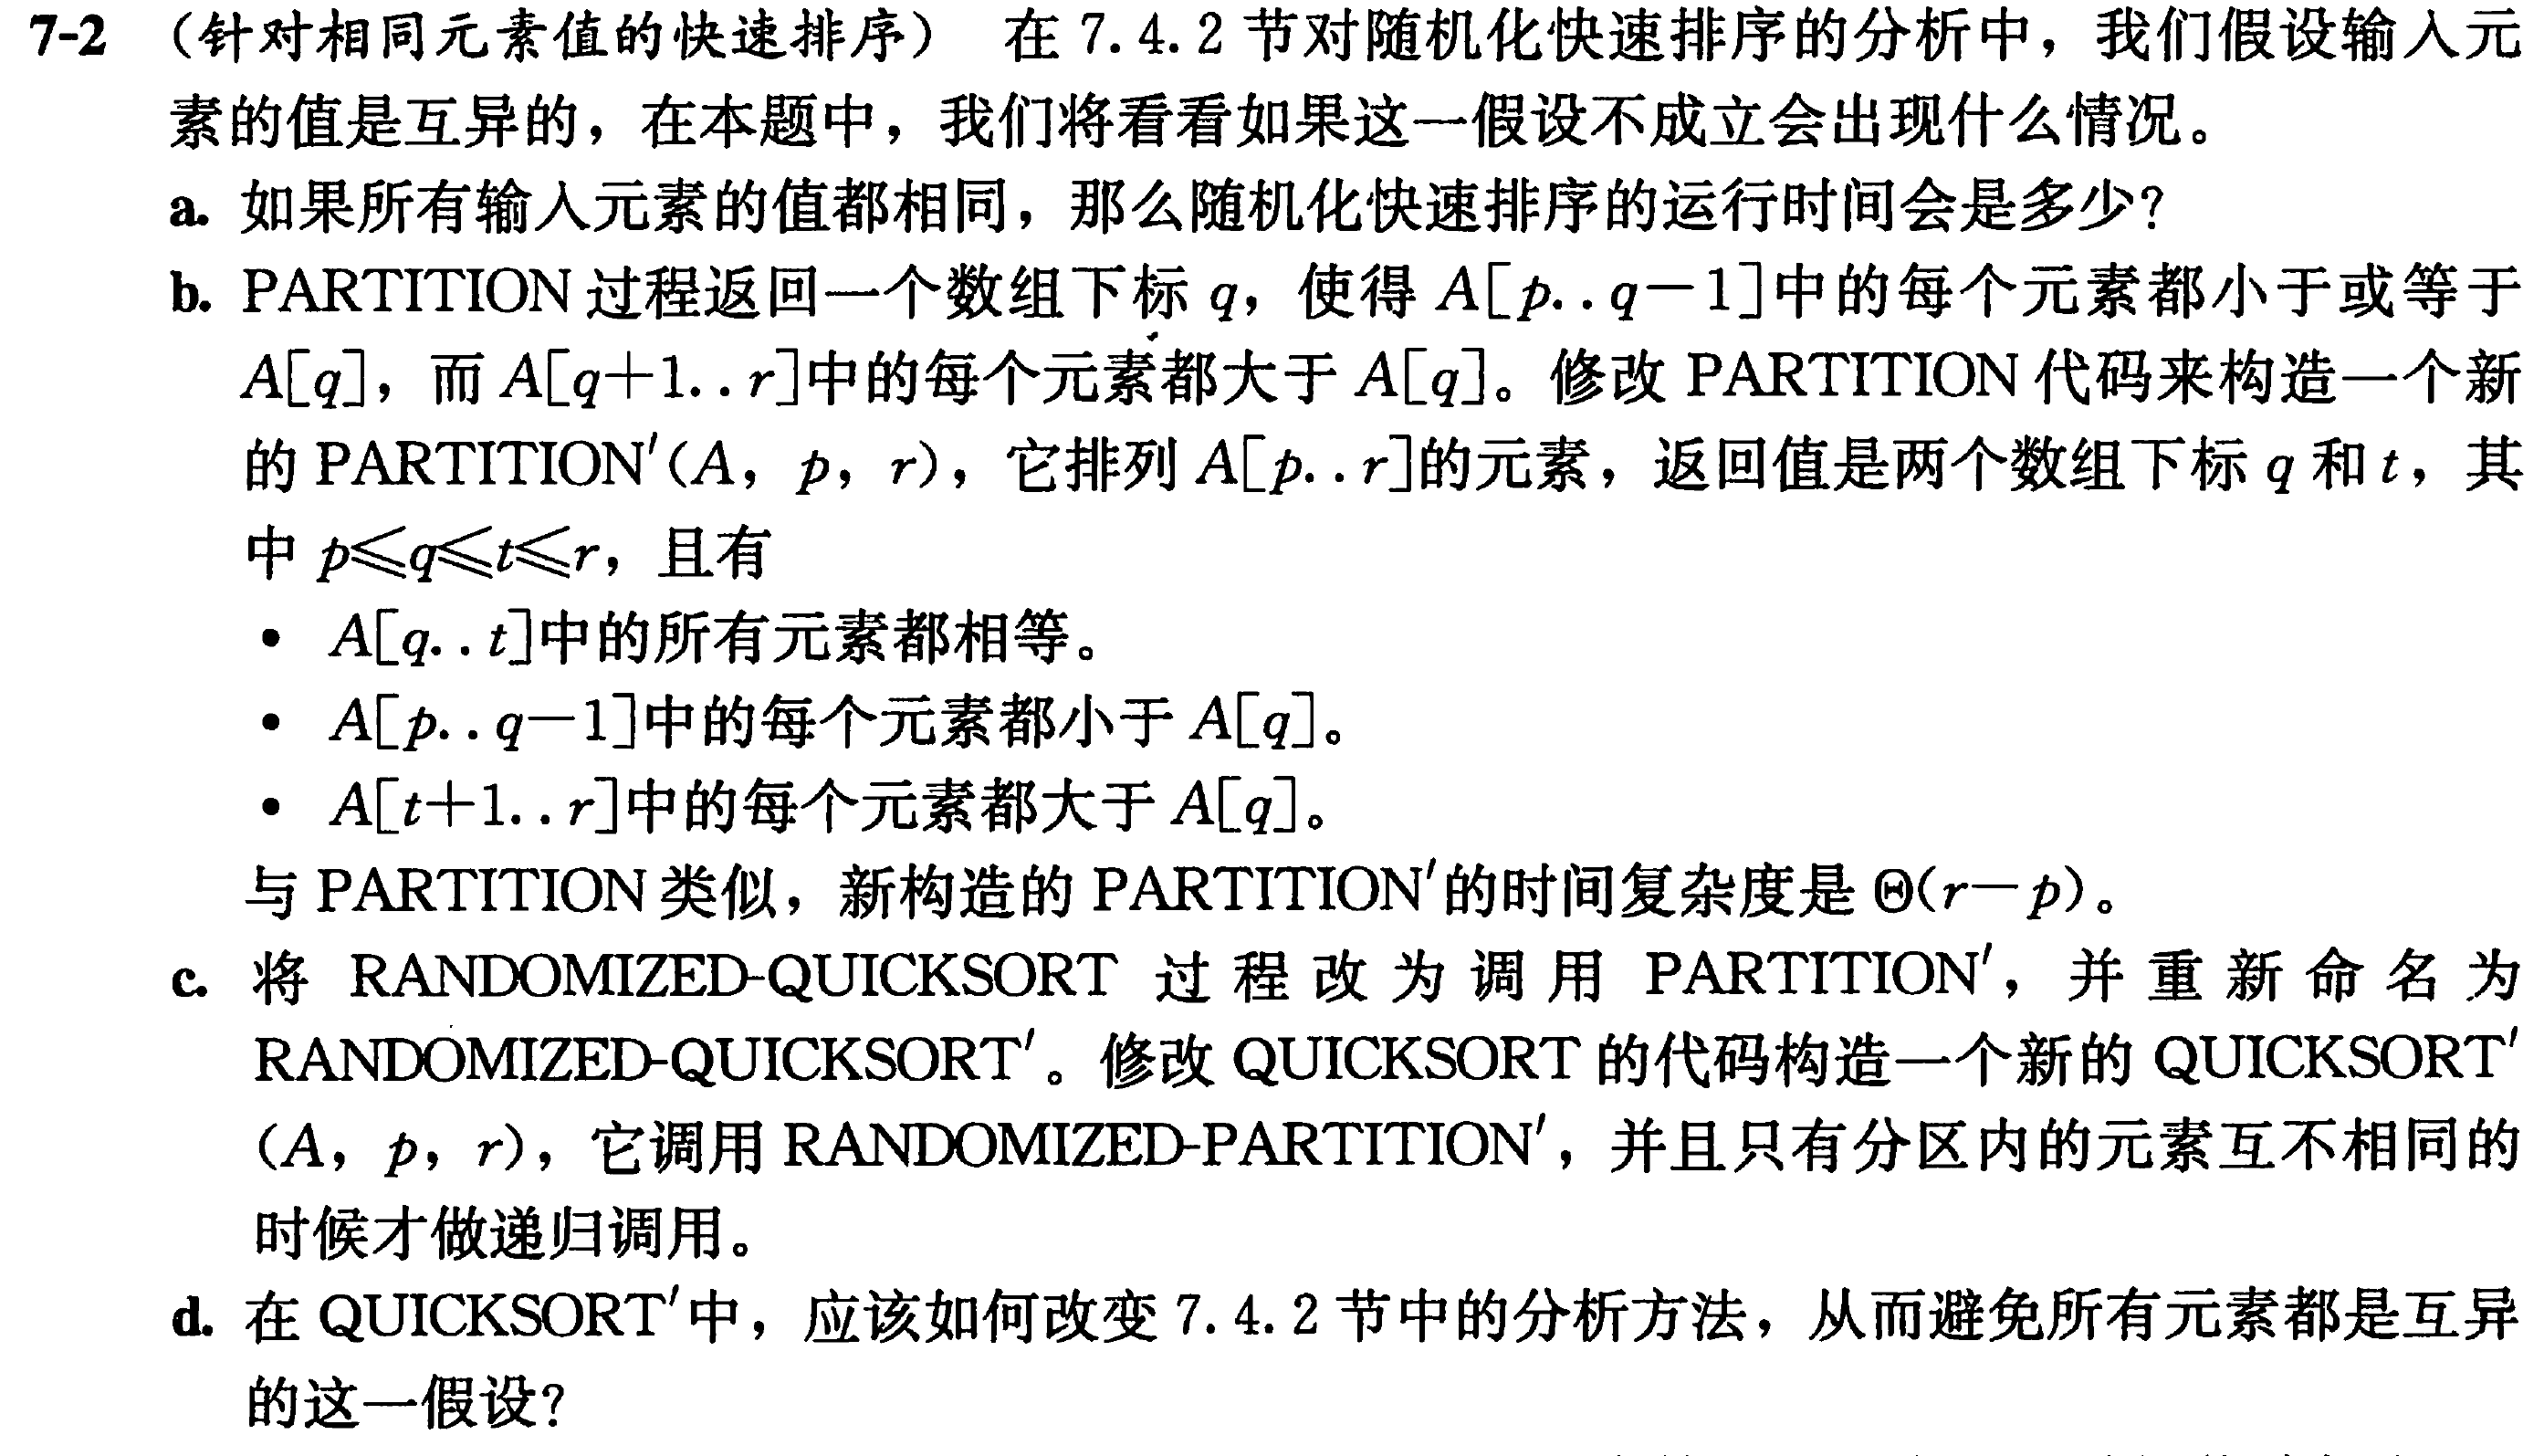 7-2 (针对相同元素值的快速排序) 在 7.4.2 节对随机化快速排序的分析中，我们假设输入元
素的值是互异的，在本题中，我们将看看如果这一假设不成立会出现什么情况。
a. 如果所有输入元素的值都相同，那么随机化快速排序的运行时间会是多少?
b. PARTITION 过程返回一个数组下标 q，使得 A[p..q-1]中的每个元素都小于或等于
A[q]，而 A[q+1..r]中的每个元素都大于 A[q]。修改 PARTITION 代码来构造一个新
的 PARTITION′(A，p，r)，它排列 A[p..r]的元素，返回值是两个数组下标 q 和 t，其
中 p≤q≤t≤r，且有
• A[q..t]中的所有元素都相等。
• A[p..q-1]中的每个元素都小于 A[q]。
• A[t+1..r]中的每个元素都大于 A[q]。
与 PARTITION 类似，新构造的 PARTITION′的时间复杂度是 Θ(r-p)。
c. 将 RANDOMIZED-QUICKSORT 过程改为调用 PARTITION′，并重新命名为
RANDOMIZED-QUICKSORT′。修改 QUICKSORT 的代码构造一个新的 QUICKSORT′
(A，p，r)，它调用 RANDOMIZED-PARTITION′，并且只有分区内的元素互不相同的
时候才做递归调用。
d. 在 QUICKSORT′中，应该如何改变 7.4.2 节中的分析方法，从而避免所有元素都是互异
的这一假设?